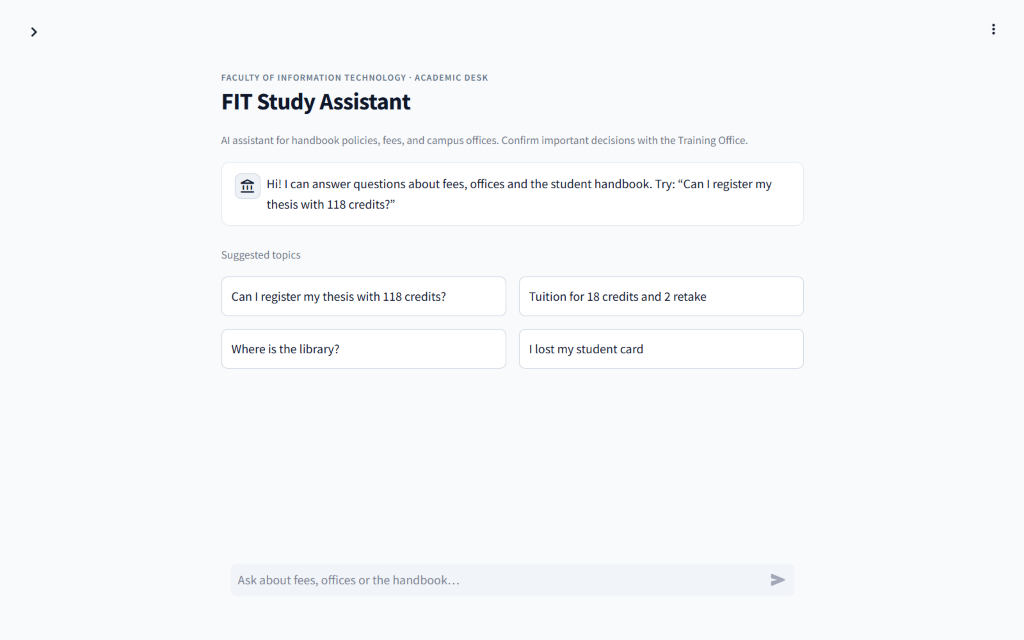 FACULTY OF INFORMATION TECHNOLOGY · ACADEMIC DESK
FIT Study Assistant
AI assistant for handbook policies, fees, and campus offices. Confirm important decisions with the Training Office.
Hi! I can answer questions about fees, offices and the student handbook. Try: “Can I register my
thesis with 118 credits?”
Suggested topics
Can I register my thesis with 118 credits?
Tuition for 18 credits and 2 retake
Where is the library?
I lost my student card
Ask about fees, offices or the handbook…